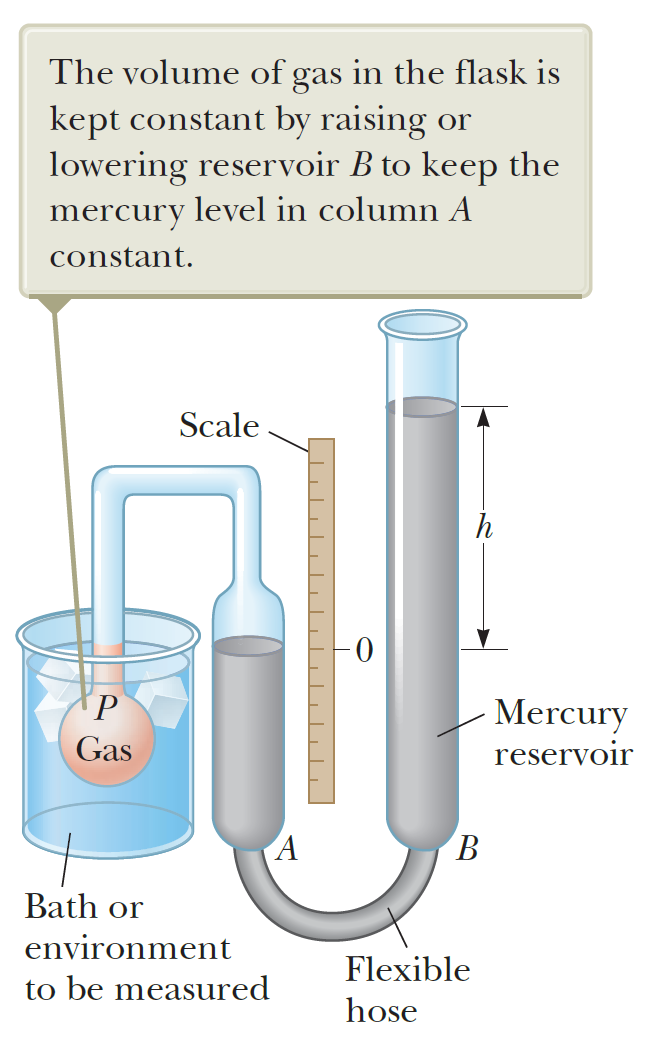 The volume of gas in the flask is
kept constant by raising or
lowering reservoir B to keep the
mercury level in column A
constant.
Scale
h
0
P
Gas
Mercury
reservoir
A
B
Bath or
environment
to be measured
Flexible
hose